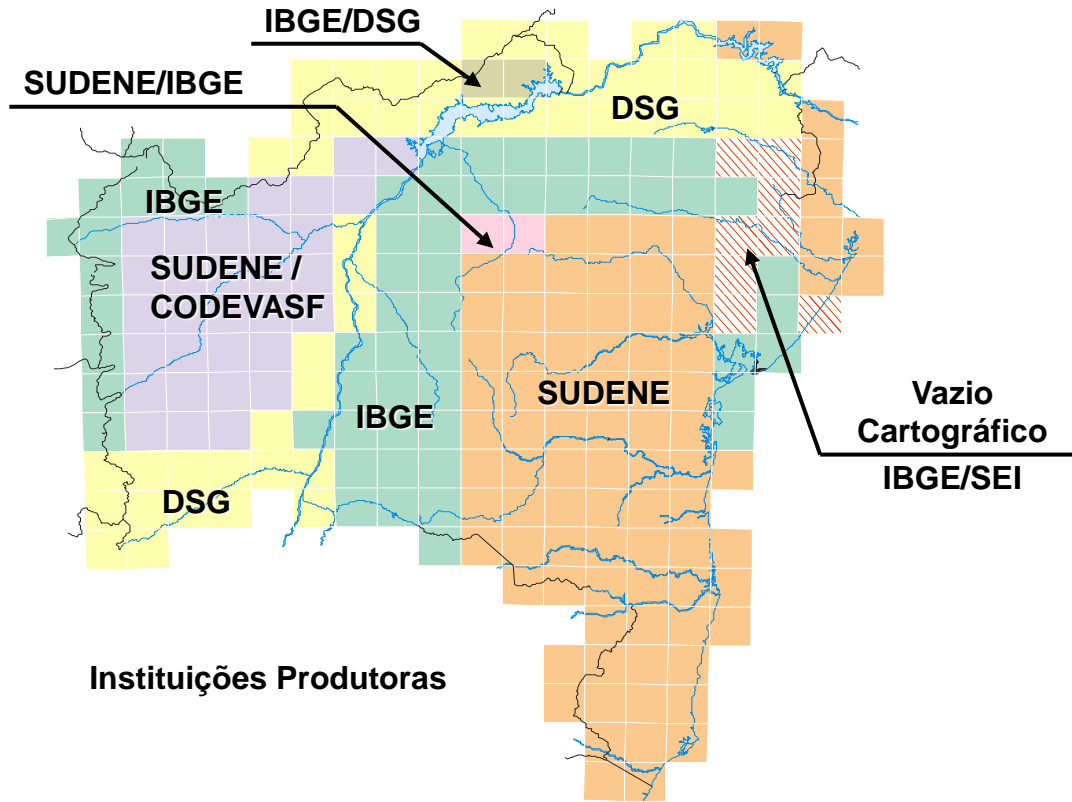 IBGE/DSG
SUDENE/IBGE
DSG
IBGE
SUDENE /
CODEVASF
IBGE
SUDENE
Vazio
Cartográfico
IBGE/SEI
DSG
Instituições Produtoras